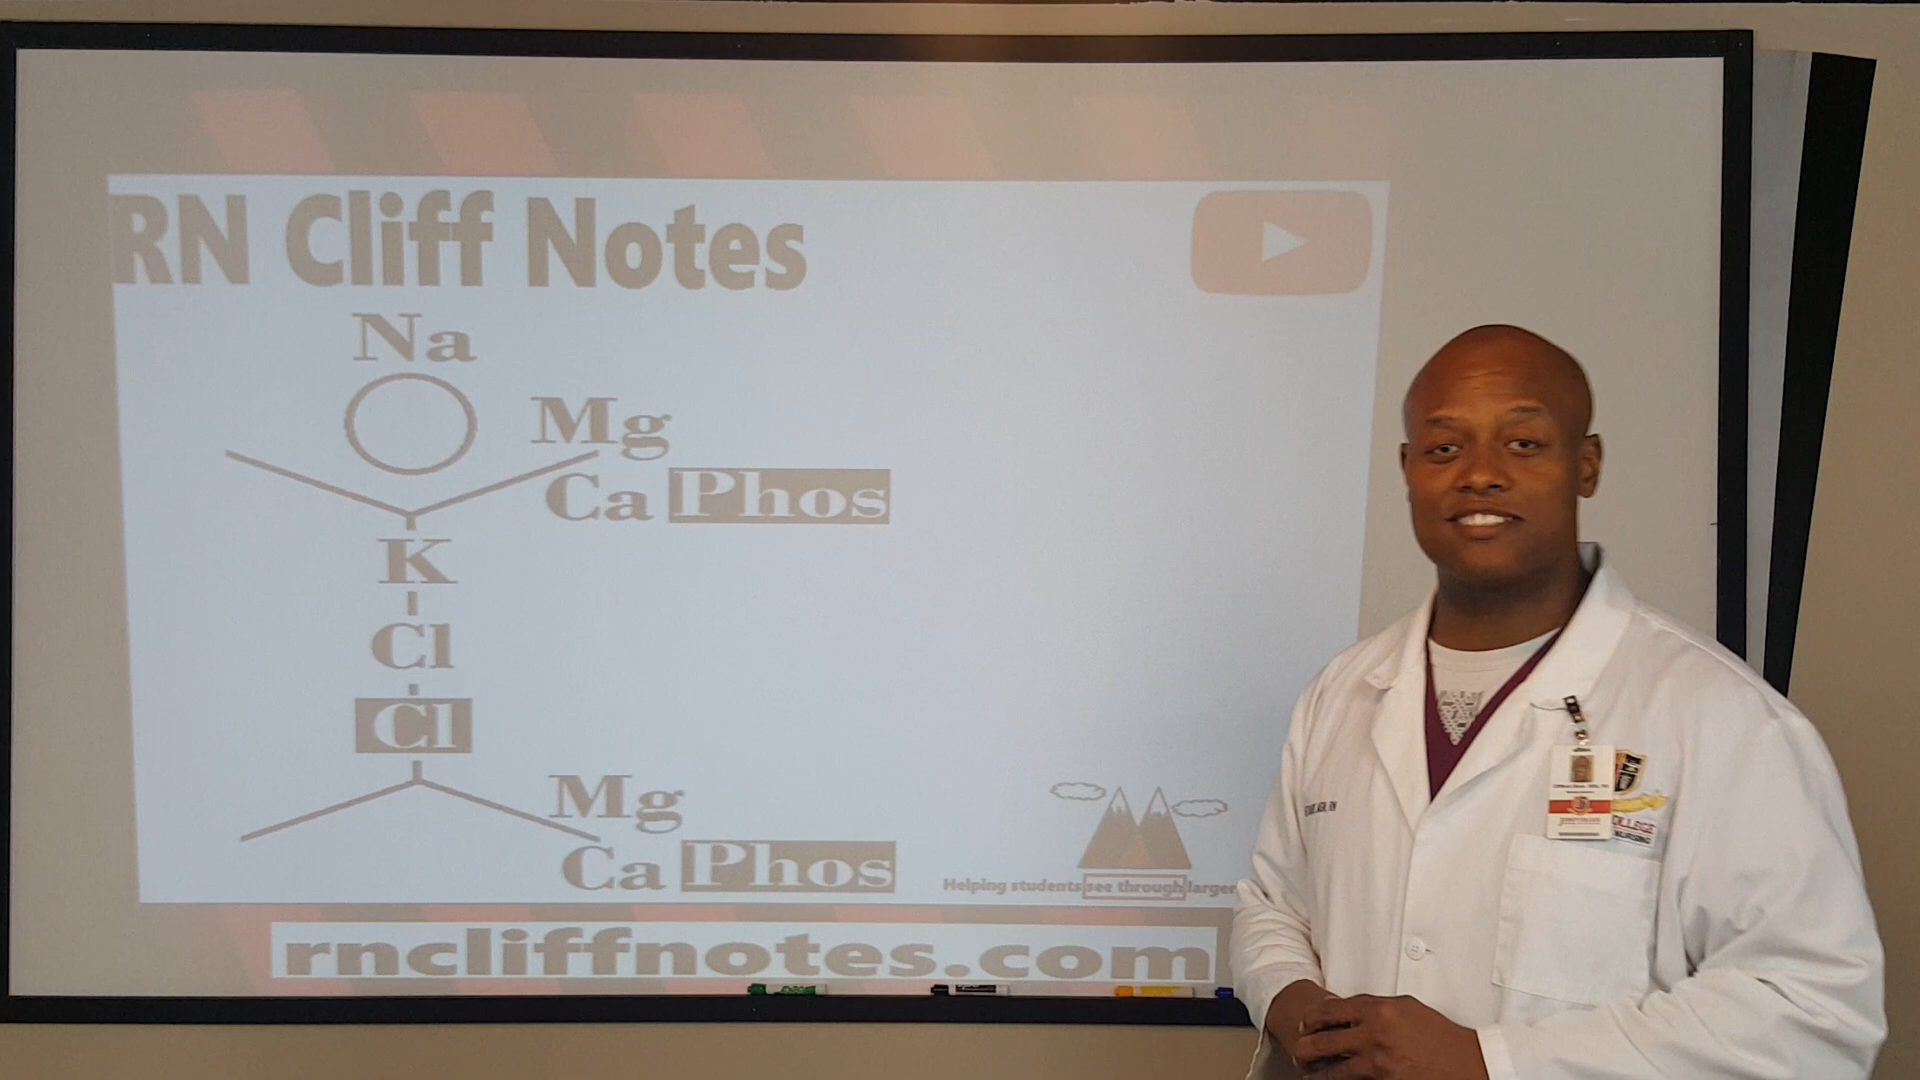 RN Cliff Notes
Na
Mg
Ca Phos
K
Cl
Cl
Mg
Ca Phos
Helping students see through larger
rncliffnotes.com